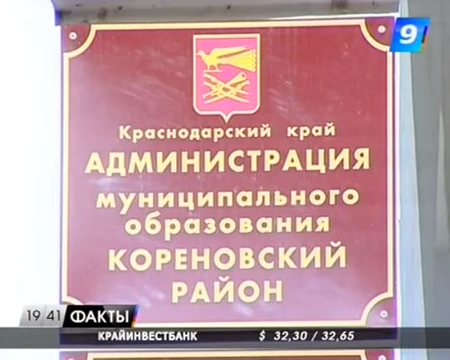 9
Краснодарский край
АДМИНИСТРАЦИЯ
муниципального
образования
КОРЕНОВСКИЙ
РАЙОН
19 41 ФАКТЫ
КРАЙИНВЕСТБАНК $ 32,30 / 32,65